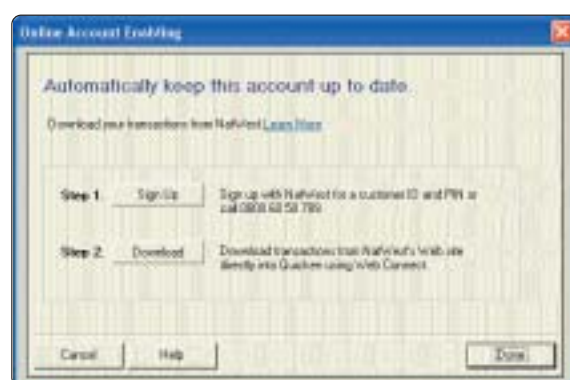 Online Account Enabling
Automatically keep this account up to date.
Download your transactions from NatWest Learn More
Step 1. Sign Up Sign up with NatWest for a customer ID and PIN or
call 0800 60 50 789
Step 2. Download Download transactions from NatWest's Web site
directly into Quicken using Web Connect.
Cancel Help Done